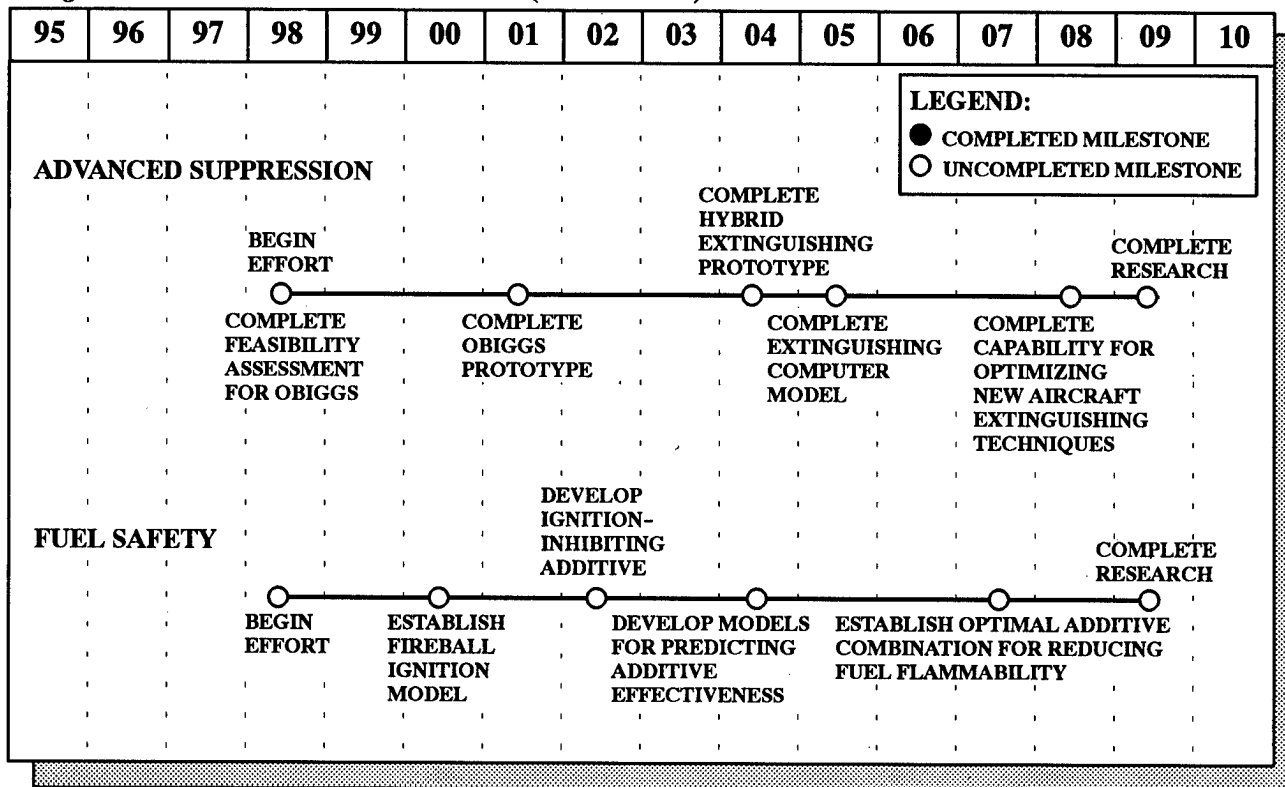 95 96 97 98 99 00 01 02 03 04 05 06 07 08 09 10
LEGEND:
COMPLETED MILESTONE
UNCOMPLETED MILESTONE
ADVANCED SUPPRESSION
BEGIN
EFFORT
COMPLETE
FEASIBILITY
ASSESSMENT
FOR OBIGGS
COMPLETE
OBIGGS
PROTOTYPE
COMPLETE
HYBRID
EXTINGUISHING
PROTOTYPE
COMPLETE
EXTINGUISHING
COMPUTER
MODEL
COMPLETE
CAPABILITY FOR
OPTIMIZING
NEW AIRCRAFT
EXTINGUISHING
TECHNIQUES
COMPLETE
RESEARCH
FUEL SAFETY
BEGIN
EFFORT
ESTABLISH
FIREBALL
IGNITION
MODEL
DEVELOP
IGNITION-
INHIBITING
ADDITIVE
DEVELOP MODELS
FOR PREDICTING
ADDITIVE
EFFECTIVENESS
ESTABLISH OPTIMAL ADDITIVE
COMBINATION FOR REDUCING
FUEL FLAMMABILITY
COMPLETE
RESEARCH